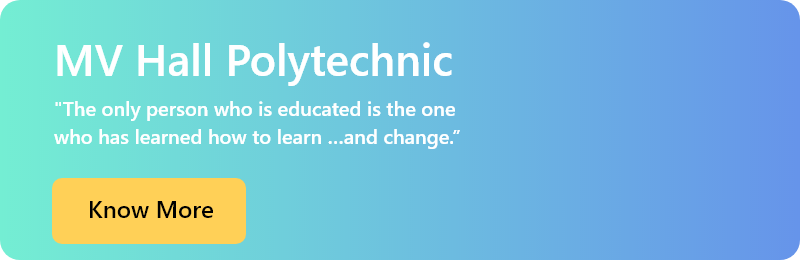 MV Hall Polytechnic
"The only person who is educated is the one
who has learned how to learn ...and change.”
Know More